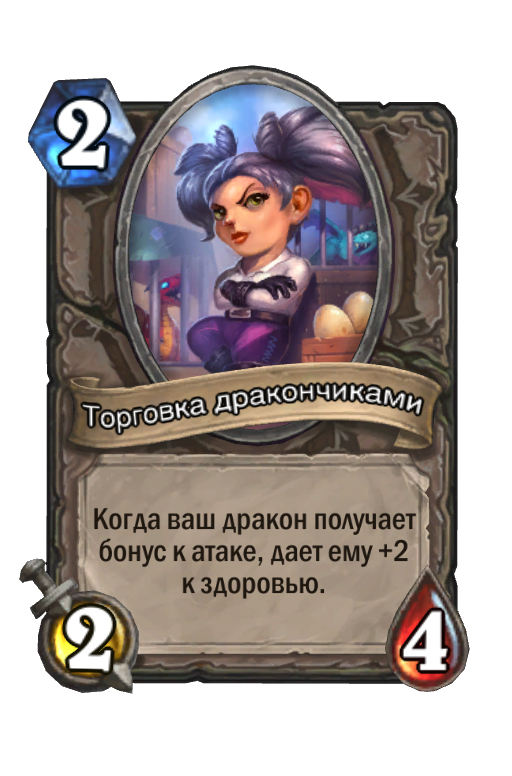 2
Торговка дракончиками
Когда ваш дракон получает
бонус к атаке, дает ему +2
к здоровью.
2
4